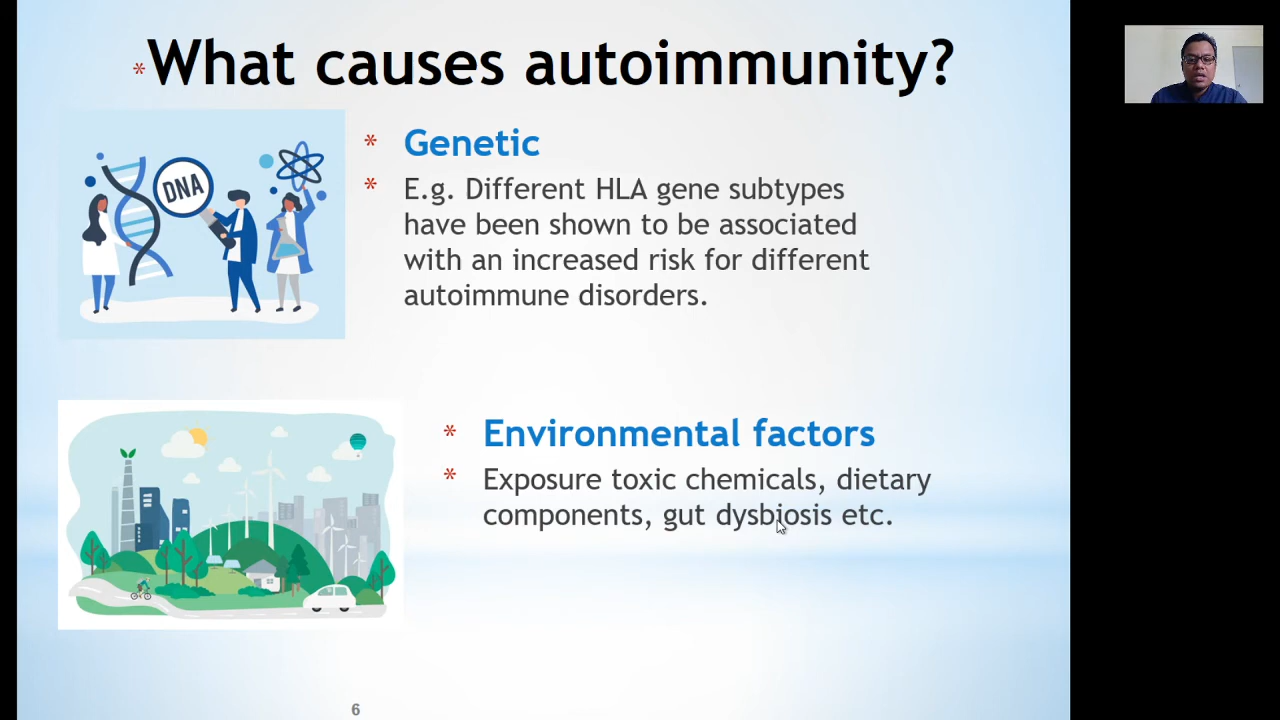 * What causes autoimmunity?
DNA
* Genetic
* E.g. Different HLA gene subtypes
have been shown to be associated
with an increased risk for different
autoimmune disorders.
* Environmental factors
* Exposure toxic chemicals, dietary
components, gut dysbiosis etc.
6